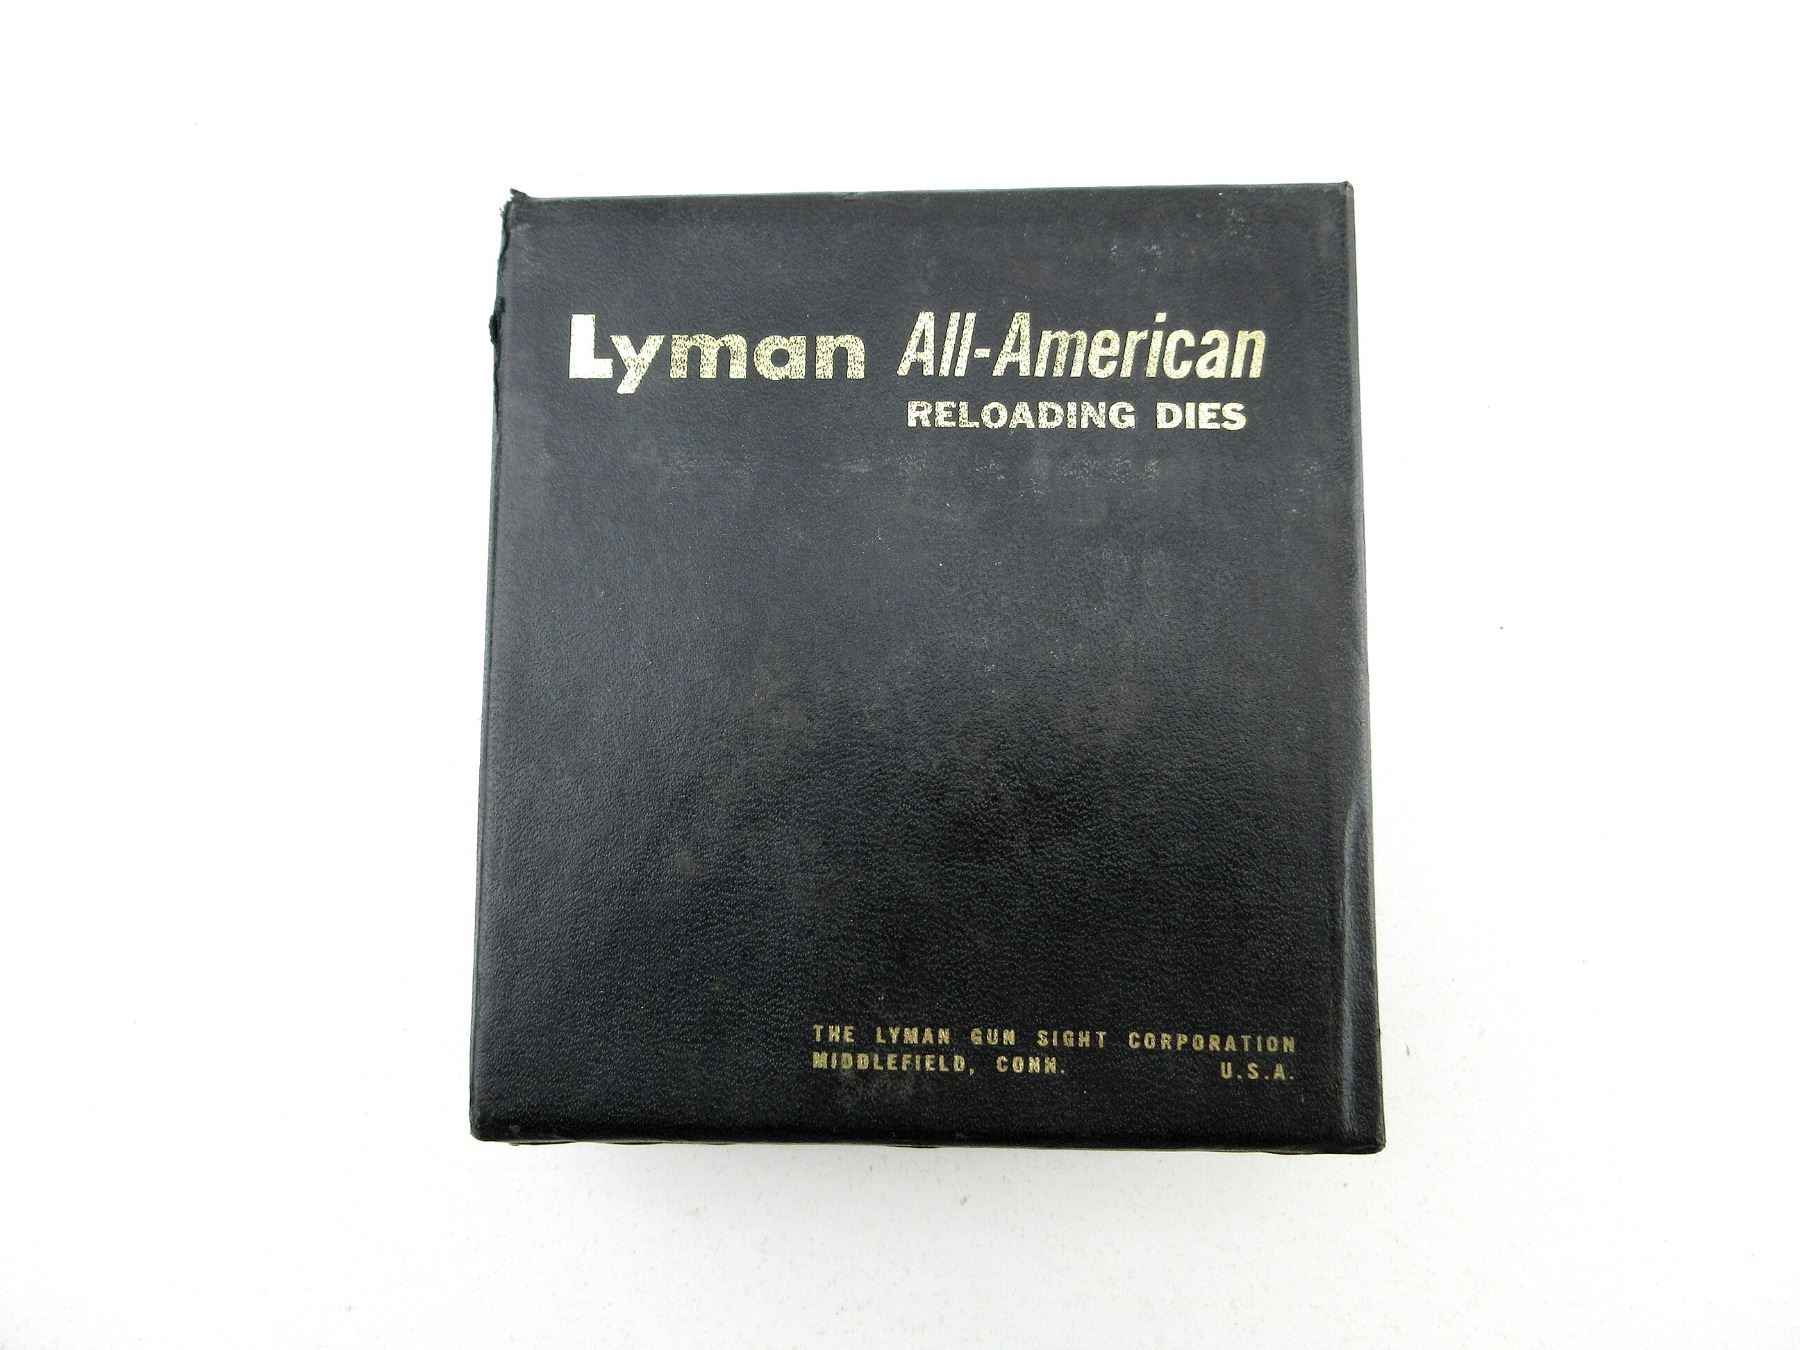 Lyman All-American
RELOADING DIES
THE LYMAN GUN SIGHT CORPORATION
MIDDLEFIELD, CONN. U.S.A.